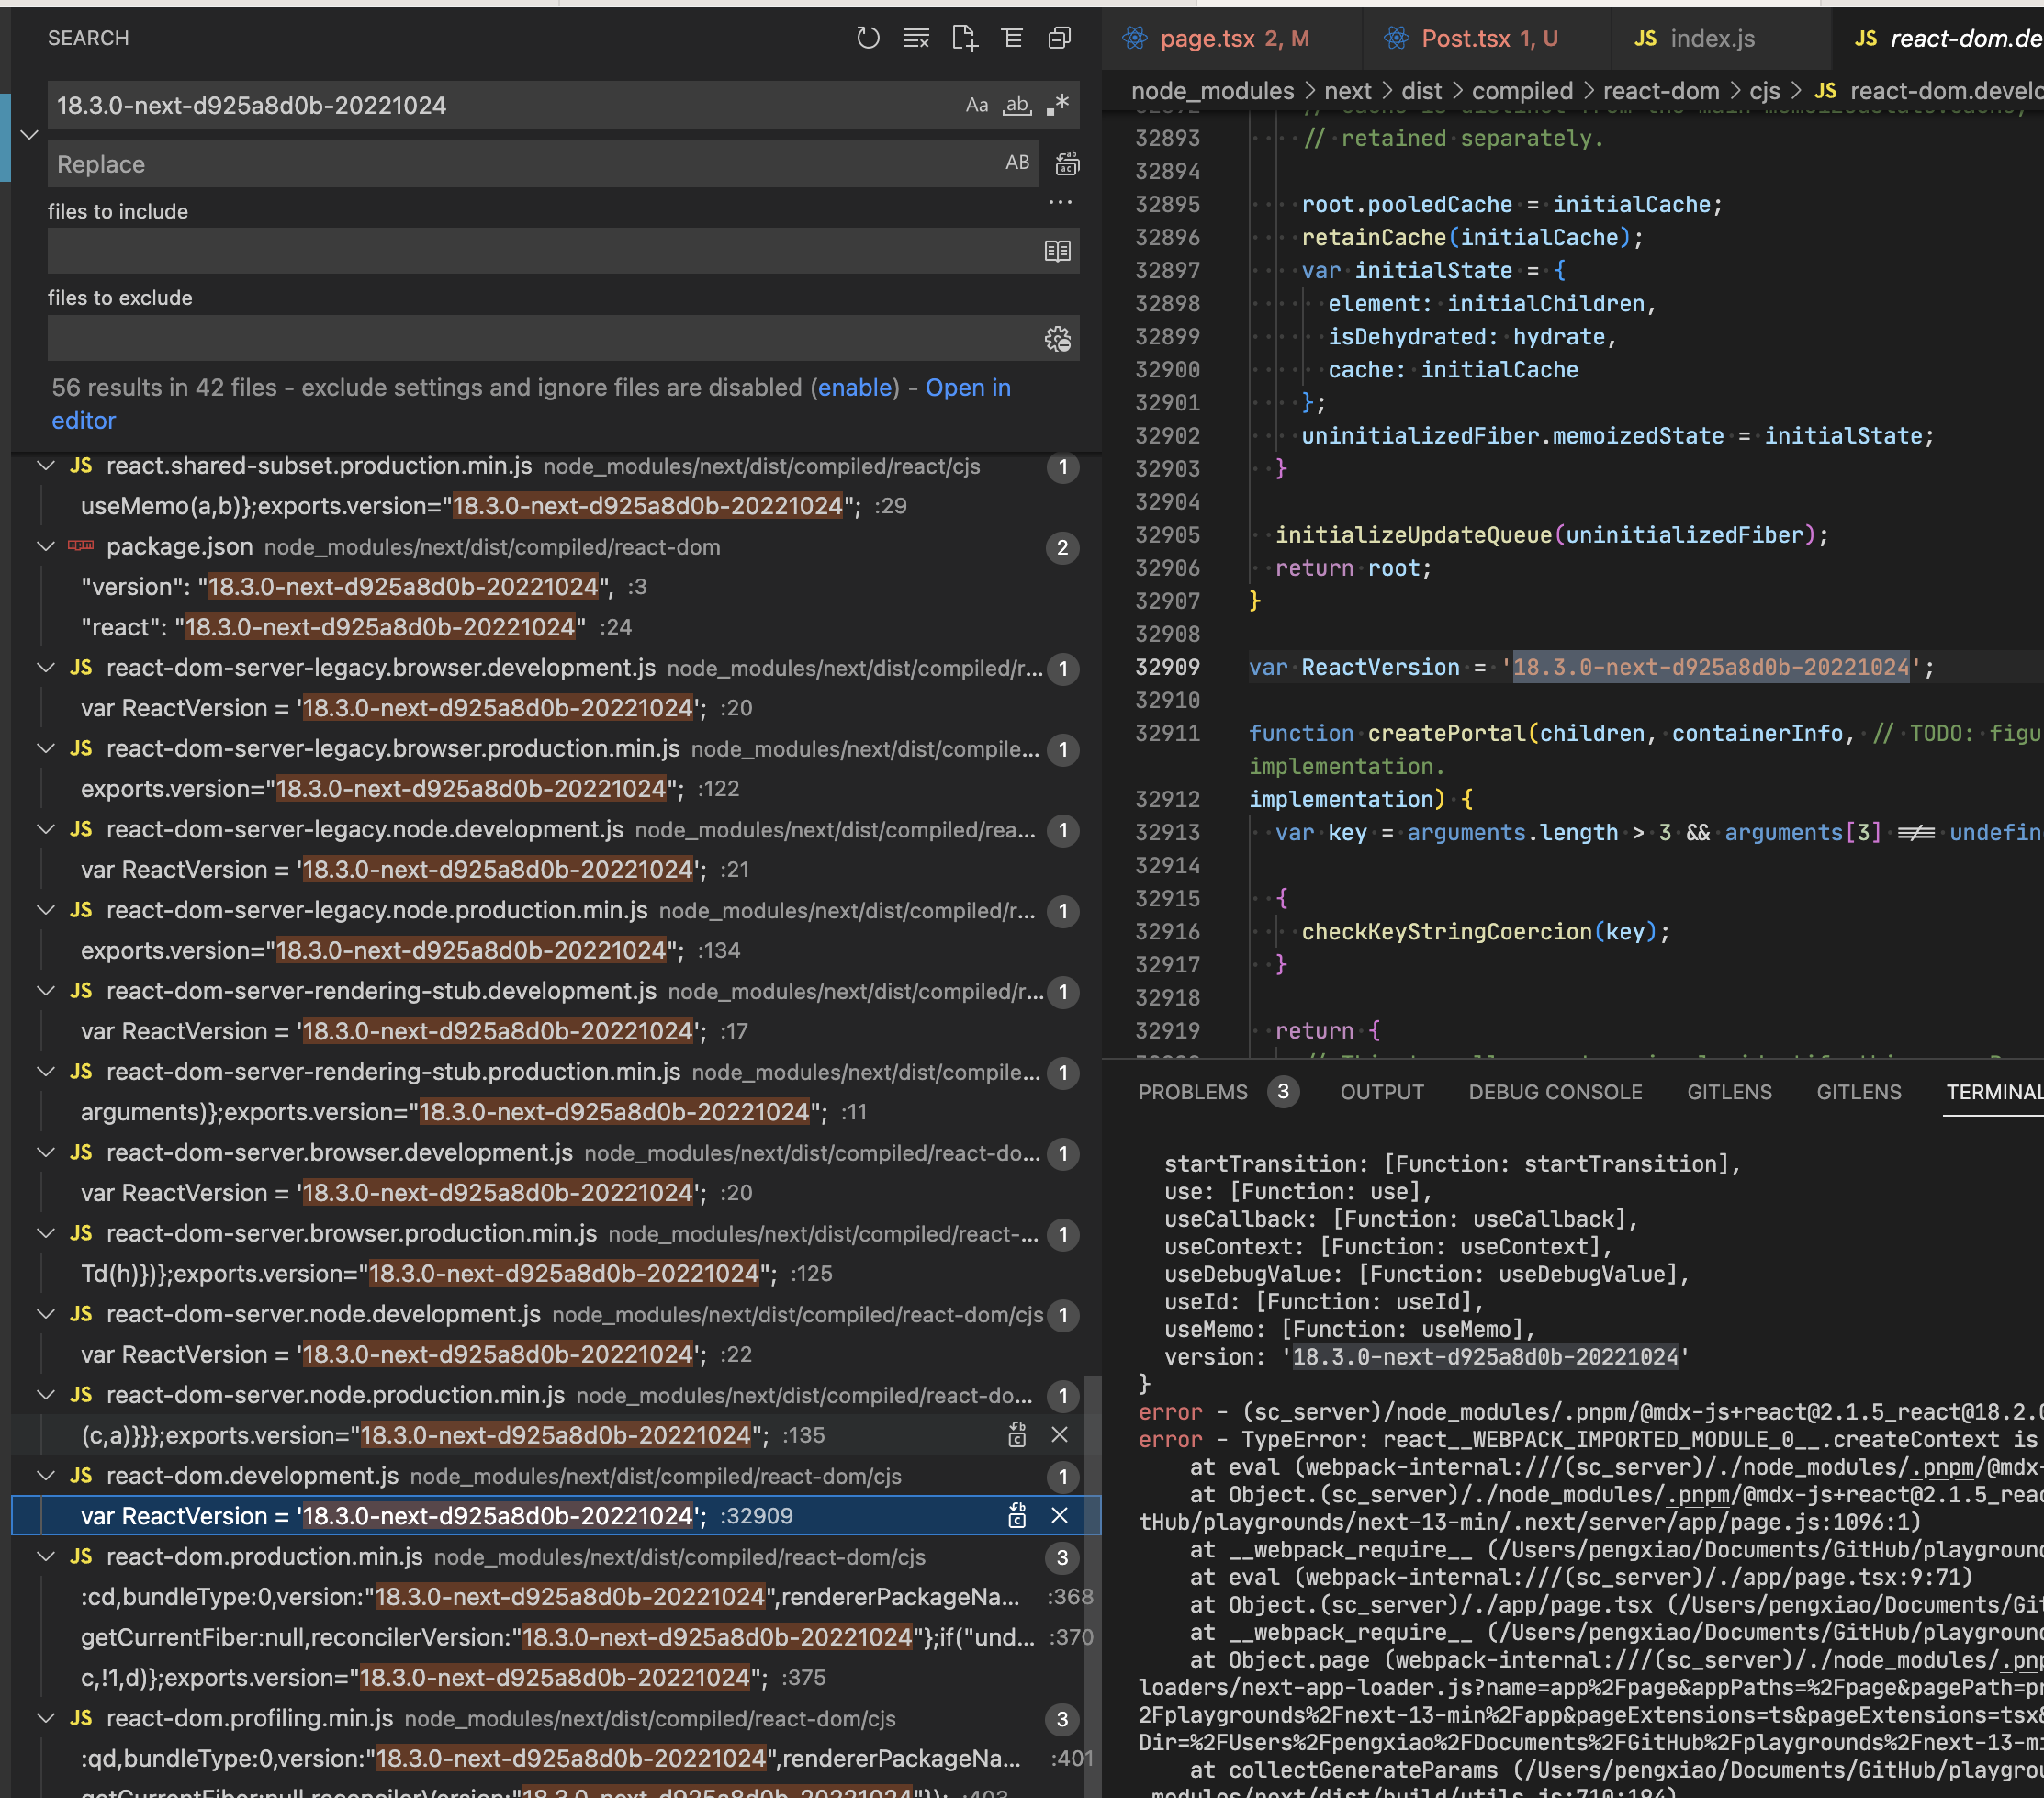 SEARCH
18.3.0-next-d925a8d0b-20221024
Aa ab .*
Replace
AB
files to include
files to exclude
56 results in 42 files - exclude settings and ignore files are disabled (enable) - Open in
editor
JS react.shared-subset.production.min.js node_modules/next/dist/compiled/react/cjs 1
useMemo(a,b)};exports.version="18.3.0-next-d925a8d0b-20221024"; :29
package.json node_modules/next/dist/compiled/react-dom 2
"version": "18.3.0-next-d925a8d0b-20221024", :3
"react": "18.3.0-next-d925a8d0b-20221024" :24
JS react-dom-server-legacy.browser.development.js node_modules/next/dist/compiled/r... 1
var ReactVersion = '18.3.0-next-d925a8d0b-20221024'; :20
JS react-dom-server-legacy.browser.production.min.js node_modules/next/dist/compile... 1
exports.version="18.3.0-next-d925a8d0b-20221024"; :122
JS react-dom-server-legacy.node.development.js node_modules/next/dist/compiled/rea... 1
var ReactVersion = '18.3.0-next-d925a8d0b-20221024'; :21
JS react-dom-server-legacy.node.production.min.js node_modules/next/dist/compiled/r... 1
exports.version="18.3.0-next-d925a8d0b-20221024"; :134
JS react-dom-server-rendering-stub.development.js node_modules/next/dist/compiled/r... 1
var ReactVersion = '18.3.0-next-d925a8d0b-20221024'; :17
JS react-dom-server-rendering-stub.production.min.js node_modules/next/dist/compile... 1
arguments)};exports.version="18.3.0-next-d925a8d0b-20221024"; :11
JS react-dom-server.browser.development.js node_modules/next/dist/compiled/react-do... 1
var ReactVersion = '18.3.0-next-d925a8d0b-20221024'; :20
JS react-dom-server.browser.production.min.js node_modules/next/dist/compiled/react-... 1
Td(h)})};exports.version="18.3.0-next-d925a8d0b-20221024"; :125
JS react-dom-server.node.development.js node_modules/next/dist/compiled/react-dom/cjs 1
var ReactVersion = '18.3.0-next-d925a8d0b-20221024'; :22
JS react-dom-server.node.production.min.js node_modules/next/dist/compiled/react-do... 1
(c,a)}}};exports.version="18.3.0-next-d925a8d0b-20221024"; :135
JS react-dom.development.js node_modules/next/dist/compiled/react-dom/cjs 1
var ReactVersion = '18.3.0-next-d925a8d0b-20221024'; :32909
JS react-dom.production.min.js node_modules/next/dist/compiled/react-dom/cjs 3
:cd,bundleType:0,version:"18.3.0-next-d925a8d0b-20221024",rendererPackageNa... :368
getCurrentFiber:null,reconcilerVersion:"18.3.0-next-d925a8d0b-20221024"};if("und... :370
c,!1,d)};exports.version="18.3.0-next-d925a8d0b-20221024"; :375
JS react-dom.profiling.min.js node_modules/next/dist/compiled/react-dom/cjs 3
:qd,bundleType:0,version:"18.3.0-next-d925a8d0b-20221024",rendererPackageNa... :401
getCurrentFiber:null,reconcilerVersion:"18.3.0-next-d925a8d0b-20221024"}); :403
page.tsx 2, M Post.tsx 1, U JS index.js JS react-dom.de
node_modules > next > dist > compiled > react-dom > cjs > JS react-dom.develo
32892 // cache is distinct from the main memoizedState.cache,
32893 // retained separately.
32894
32895 root.pooledCache = initialCache;
32896 retainCache(initialCache);
32897 var initialState = {
32898 element: initialChildren,
32899 isDehydrated: hydrate,
32900 cache: initialCache
32901 };
32902 uninitializedFiber.memoizedState = initialState;
32903 }
32904
32905 initializeUpdateQueue(uninitializedFiber);
32906 return root;
32907 }
32908
32909 var ReactVersion = '18.3.0-next-d925a8d0b-20221024';
32910
32911 function createPortal(children, containerInfo, // TODO: figu
implementation.
32912 implementation) {
32913 var key = arguments.length > 3 && arguments[3] !== undefin
32914
32915 {
32916 checkKeyStringCoercion(key);
32917 }
32918
32919 return {
PROBLEMS 3 OUTPUT DEBUG CONSOLE GITLENS GITLENS TERMINAL
startTransition: [Function: startTransition],
use: [Function: use],
useCallback: [Function: useCallback],
useContext: [Function: useContext],
useDebugValue: [Function: useDebugValue],
useId: [Function: useId],
useMemo: [Function: useMemo],
version: '18.3.0-next-d925a8d0b-20221024'
}
error - (sc_server)/node_modules/.pnpm/@mdx-js+react@2.1.5_react@18.2.0
error - TypeError: react__WEBPACK_IMPORTED_MODULE_0__.createContext is
at eval (webpack-internal:///(sc_server)/./node_modules/.pnpm/@mdx-
at Object.(sc_server)/./node_modules/.pnpm/@mdx-js+react@2.1.5_reac
tHub/playgrounds/next-13-min/.next/server/app/page.js:1096:1)
at __webpack_require__ (/Users/pengxiao/Documents/GitHub/playground
at eval (webpack-internal:///(sc_server)/./app/page.tsx:9:71)
at Object.(sc_server)/./app/page.tsx (/Users/pengxiao/Documents/Git
at __webpack_require__ (/Users/pengxiao/Documents/GitHub/playground
at Object.page (webpack-internal:///(sc_server)/./node_modules/.pnp
loaders/next-app-loader.js?name=app%2Fpage&appPaths=%2Fpage&pagePath=pr
2Fplaygrounds%2Fnext-13-min%2Fapp&pageExtensions=ts&pageExtensions=tsx&
Dir=%2FUsers%2Fpengxiao%2FDocuments%2FGitHub%2Fplaygrounds%2Fnext-13-mi
at collectGenerateParams (/Users/pengxiao/Documents/GitHub/playgrou
_modules/next/dist/build/utils.js:710:194)